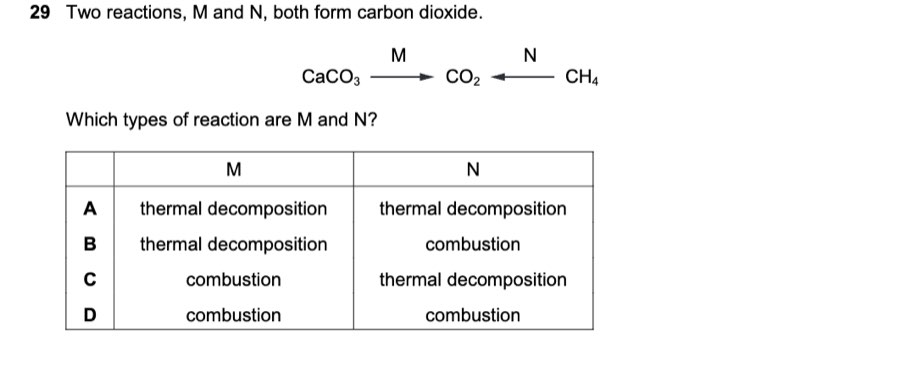 29 Two reactions, M and N, both form carbon dioxide.
M N
CaCO₃ ⟶ CO₂ ⟵ CH₄
Which types of reaction are M and N?
M N
A thermal decomposition thermal decomposition
B thermal decomposition combustion
C combustion thermal decomposition
D combustion combustion